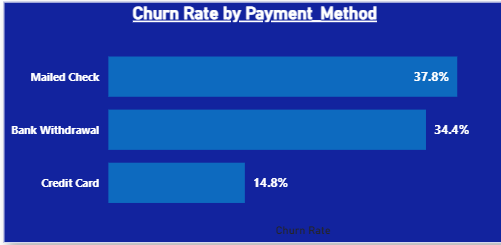 Churn Rate by Payment_Method
Mailed Check 37.8%
Bank Withdrawal 34.4%
Credit Card 14.8%
Churn Rate